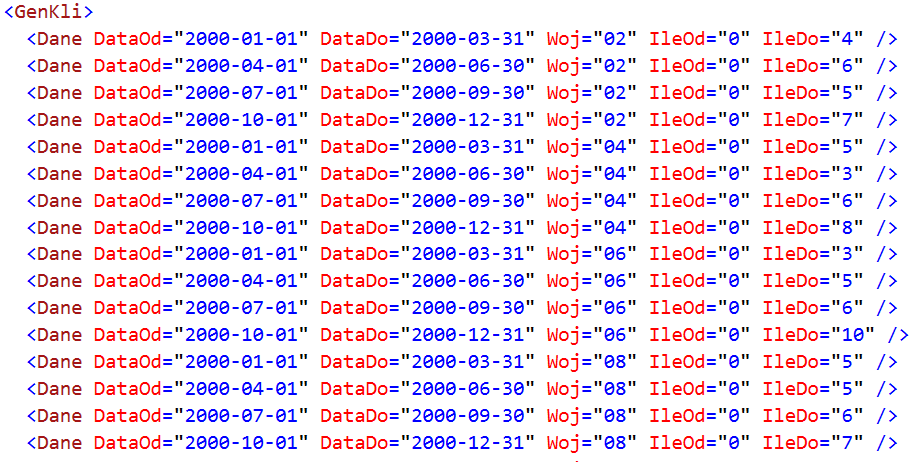 <GenKli>
<Dane DataOd="2000-01-01" DataDo="2000-03-31" Woj="02" IleOd="0" IleDo="4" />
<Dane DataOd="2000-04-01" DataDo="2000-06-30" Woj="02" IleOd="0" IleDo="6" />
<Dane DataOd="2000-07-01" DataDo="2000-09-30" Woj="02" IleOd="0" IleDo="5" />
<Dane DataOd="2000-10-01" DataDo="2000-12-31" Woj="02" IleOd="0" IleDo="7" />
<Dane DataOd="2000-01-01" DataDo="2000-03-31" Woj="04" IleOd="0" IleDo="5" />
<Dane DataOd="2000-04-01" DataDo="2000-06-30" Woj="04" IleOd="0" IleDo="3" />
<Dane DataOd="2000-07-01" DataDo="2000-09-30" Woj="04" IleOd="0" IleDo="6" />
<Dane DataOd="2000-10-01" DataDo="2000-12-31" Woj="04" IleOd="0" IleDo="8" />
<Dane DataOd="2000-01-01" DataDo="2000-03-31" Woj="06" IleOd="0" IleDo="3" />
<Dane DataOd="2000-04-01" DataDo="2000-06-30" Woj="06" IleOd="0" IleDo="5" />
<Dane DataOd="2000-07-01" DataDo="2000-09-30" Woj="06" IleOd="0" IleDo="6" />
<Dane DataOd="2000-10-01" DataDo="2000-12-31" Woj="06" IleOd="0" IleDo="10" />
<Dane DataOd="2000-01-01" DataDo="2000-03-31" Woj="08" IleOd="0" IleDo="5" />
<Dane DataOd="2000-04-01" DataDo="2000-06-30" Woj="08" IleOd="0" IleDo="5" />
<Dane DataOd="2000-07-01" DataDo="2000-09-30" Woj="08" IleOd="0" IleDo="6" />
<Dane DataOd="2000-10-01" DataDo="2000-12-31" Woj="08" IleOd="0" IleDo="7" />